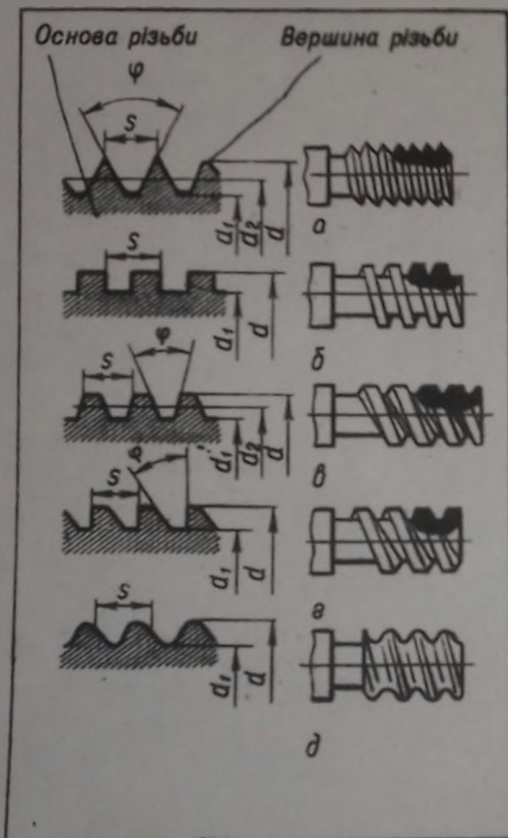 Основа різьби Вершина різьби
φ
S
d₁ d₂ d
а
S
d₁ d
б
φ
S
d₁ d₂ d
в
φ
S
d₁ d
г
S
d₁ d
д